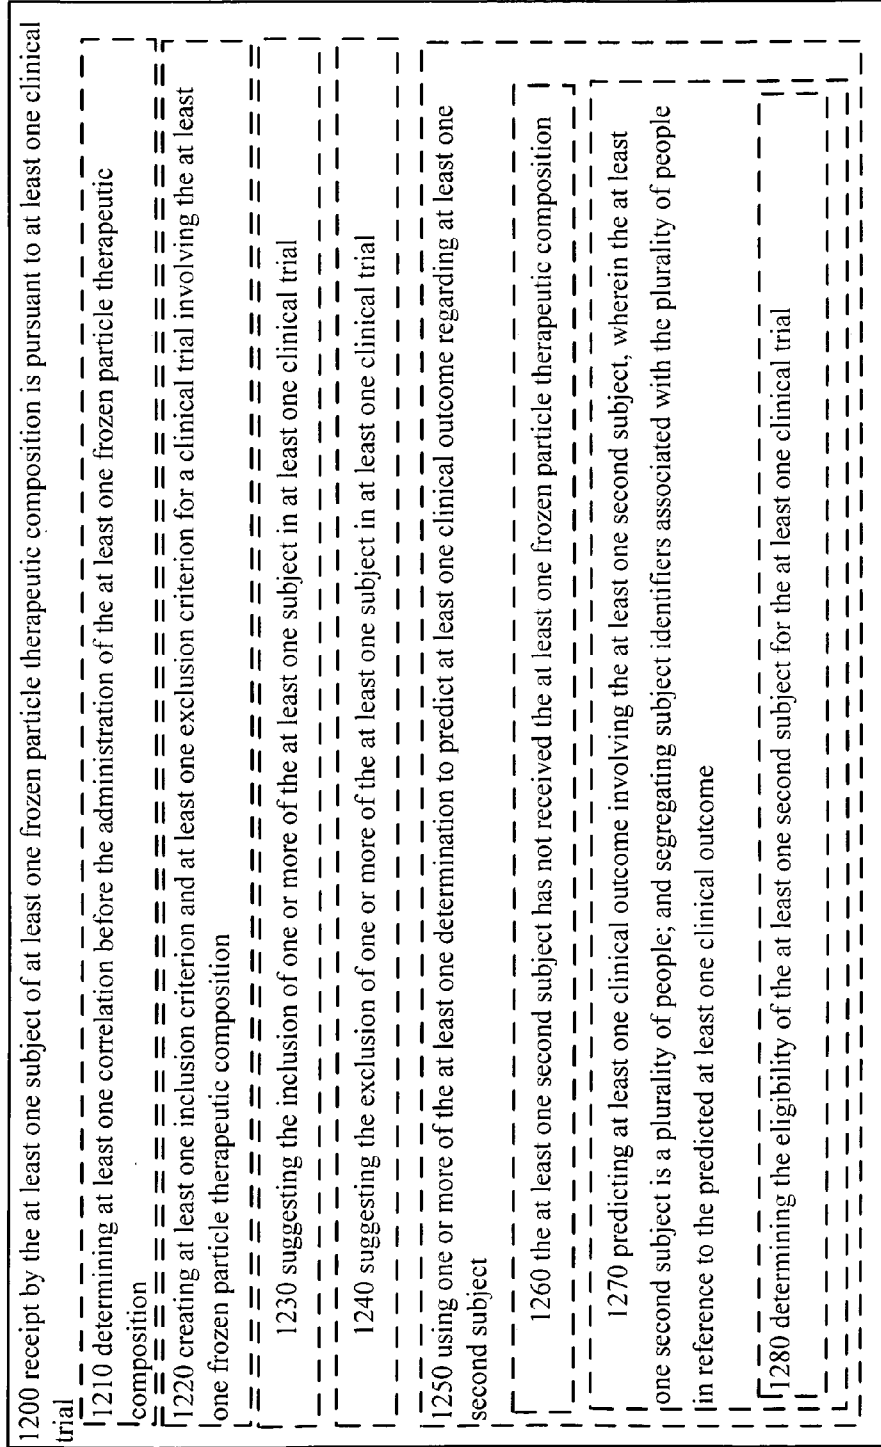 1200 receipt by the at least one subject of at least one frozen particle therapeutic composition is pursuant to at least one clinical
trial
1210 determining at least one correlation before the administration of the at least one frozen particle therapeutic
composition
1220 creating at least one inclusion criterion and at least one exclusion criterion for a clinical trial involving the at least
one frozen particle therapeutic composition
1230 suggesting the inclusion of one or more of the at least one subject in at least one clinical trial
1240 suggesting the exclusion of one or more of the at least one subject in at least one clinical trial
1250 using one or more of the at least one determination to predict at least one clinical outcome regarding at least one
second subject
1260 the at least one second subject has not received the at least one frozen particle therapeutic composition
1270 predicting at least one clinical outcome involving the at least one second subject, wherein the at least
one second subject is a plurality of people; and segregating subject identifiers associated with the plurality of people
in reference to the predicted at least one clinical outcome
1280 determining the eligibility of the at least one second subject for the at least one clinical trial